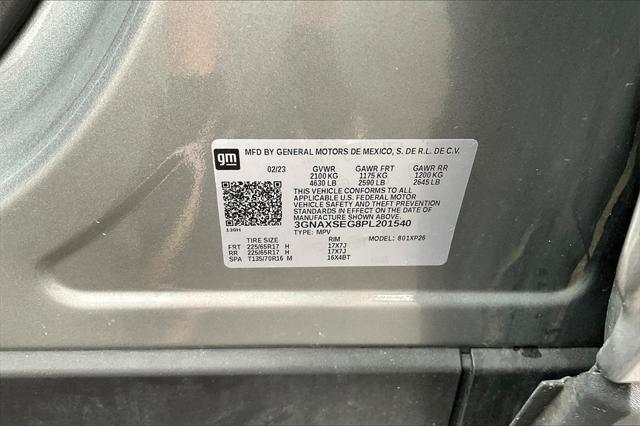 gm MFD BY GENERAL MOTORS DE MEXICO, S. DE R.L. DE C.V.
02/23 GVWR GAWR FRT GAWR RR
2100 KG 1175 KG 1200 KG
4630 LB 2590 LB 2645 LB
THIS VEHICLE CONFORMS TO ALL
APPLICABLE U.S. FEDERAL MOTOR
VEHICLE SAFETY AND THEFT PREVENTION
STANDARDS IN EFFECT ON THE DATE OF
MANUFACTURE SHOWN ABOVE.
3GNAXSEG8PL201540
130H TYPE: MPV MODEL: 801XP26
TIRE SIZE RIM
FRT 225/65R17 H 17X7J
RR 225/65R17 H 17X7J
SPA T135/70R16 M 16X4BT